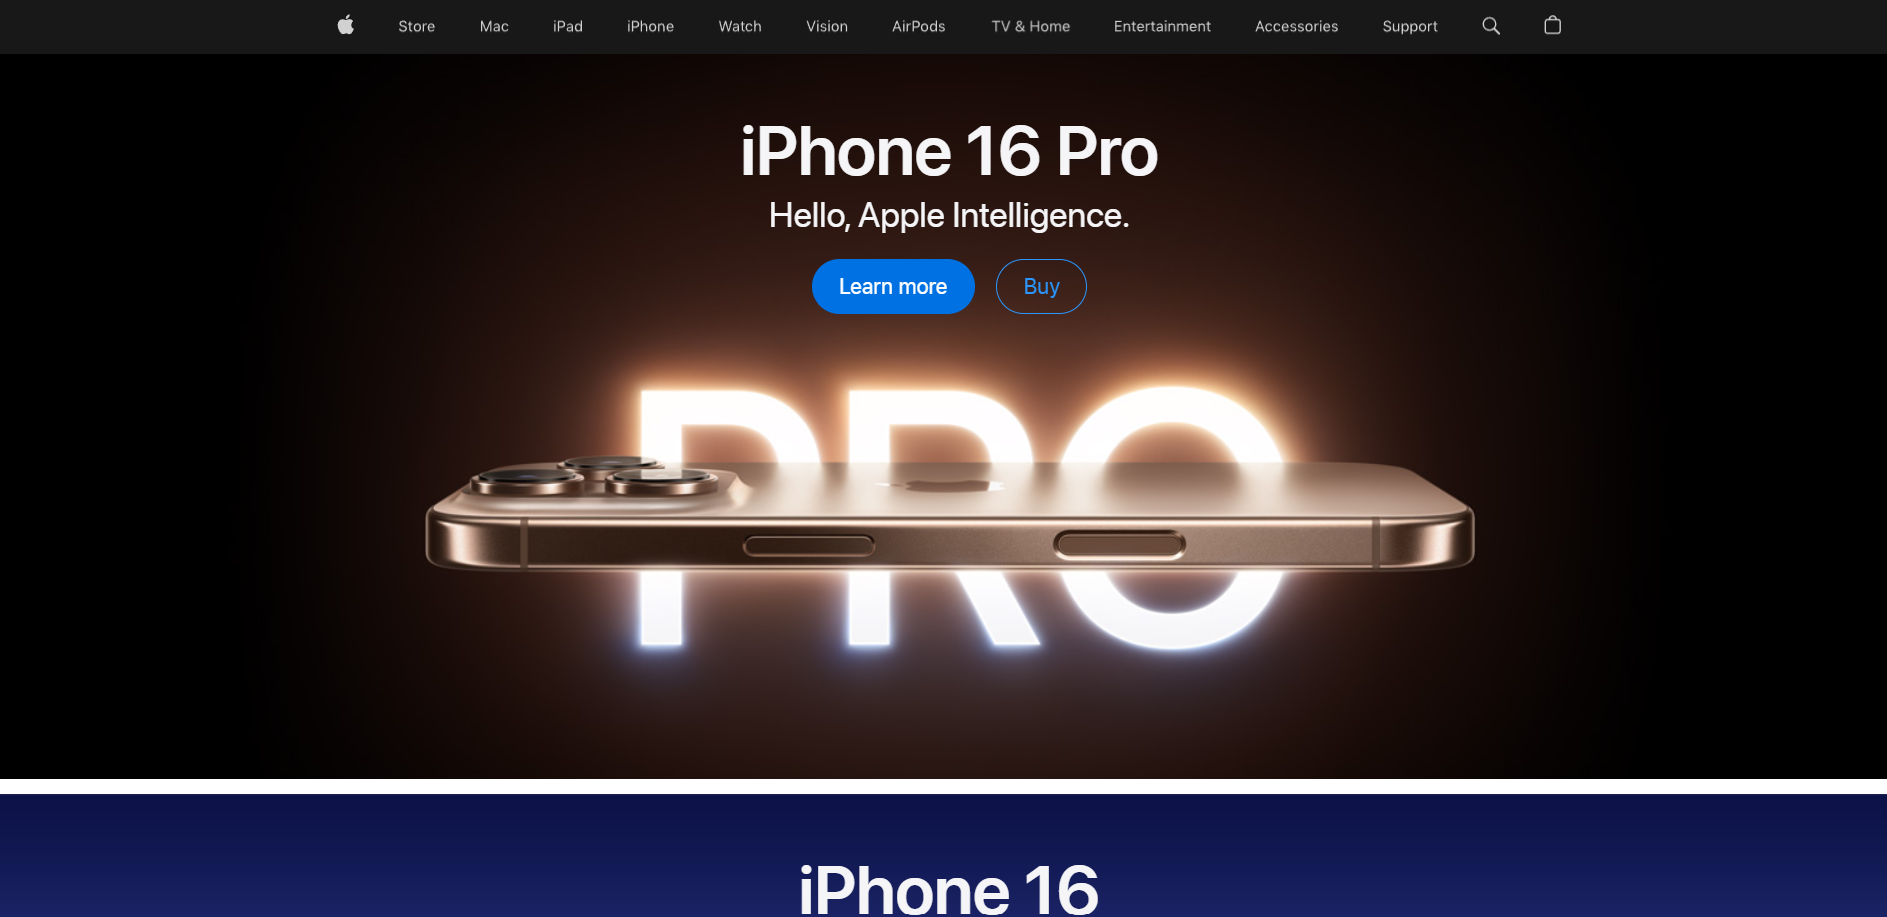 Store Mac iPad iPhone Watch Vision AirPods TV & Home Entertainment Accessories Support
iPhone 16 Pro
Hello, Apple Intelligence.
Learn more Buy
PRO
iPhone 16